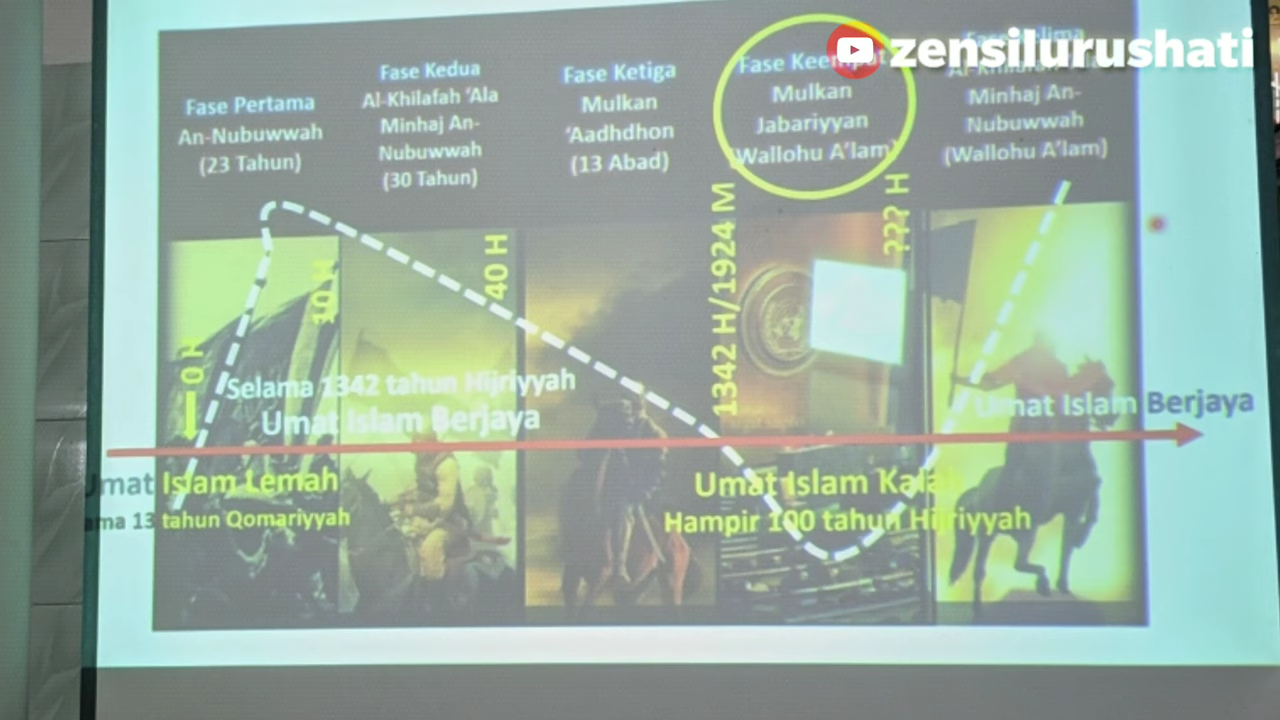 zensilurushati
Fase Pertama
An-Nubuwwah
(23 Tahun)
Fase Kedua
Al-Khilafah ‘Ala
Minhaj An-
Nubuwwah
(30 Tahun)
Fase Ketiga
Mulkan
‘Aadhdhon
(13 Abad)
Fase
Mulkan
Jabariyyan
(Wallohu A’lam)
Minhaj An-
Nubuwwah
(Wallohu A’lam)
0 H
10 H
40 H
1342 H/1924 M
??? H
Selama 1342 tahun Hijriyyah
Umat Islam Berjaya
Umat Islam Berjaya
Umat Islam Lemah
13 tahun Qomariyyah
Umat Islam Kalah
Hampir 100 tahun Hijriyyah